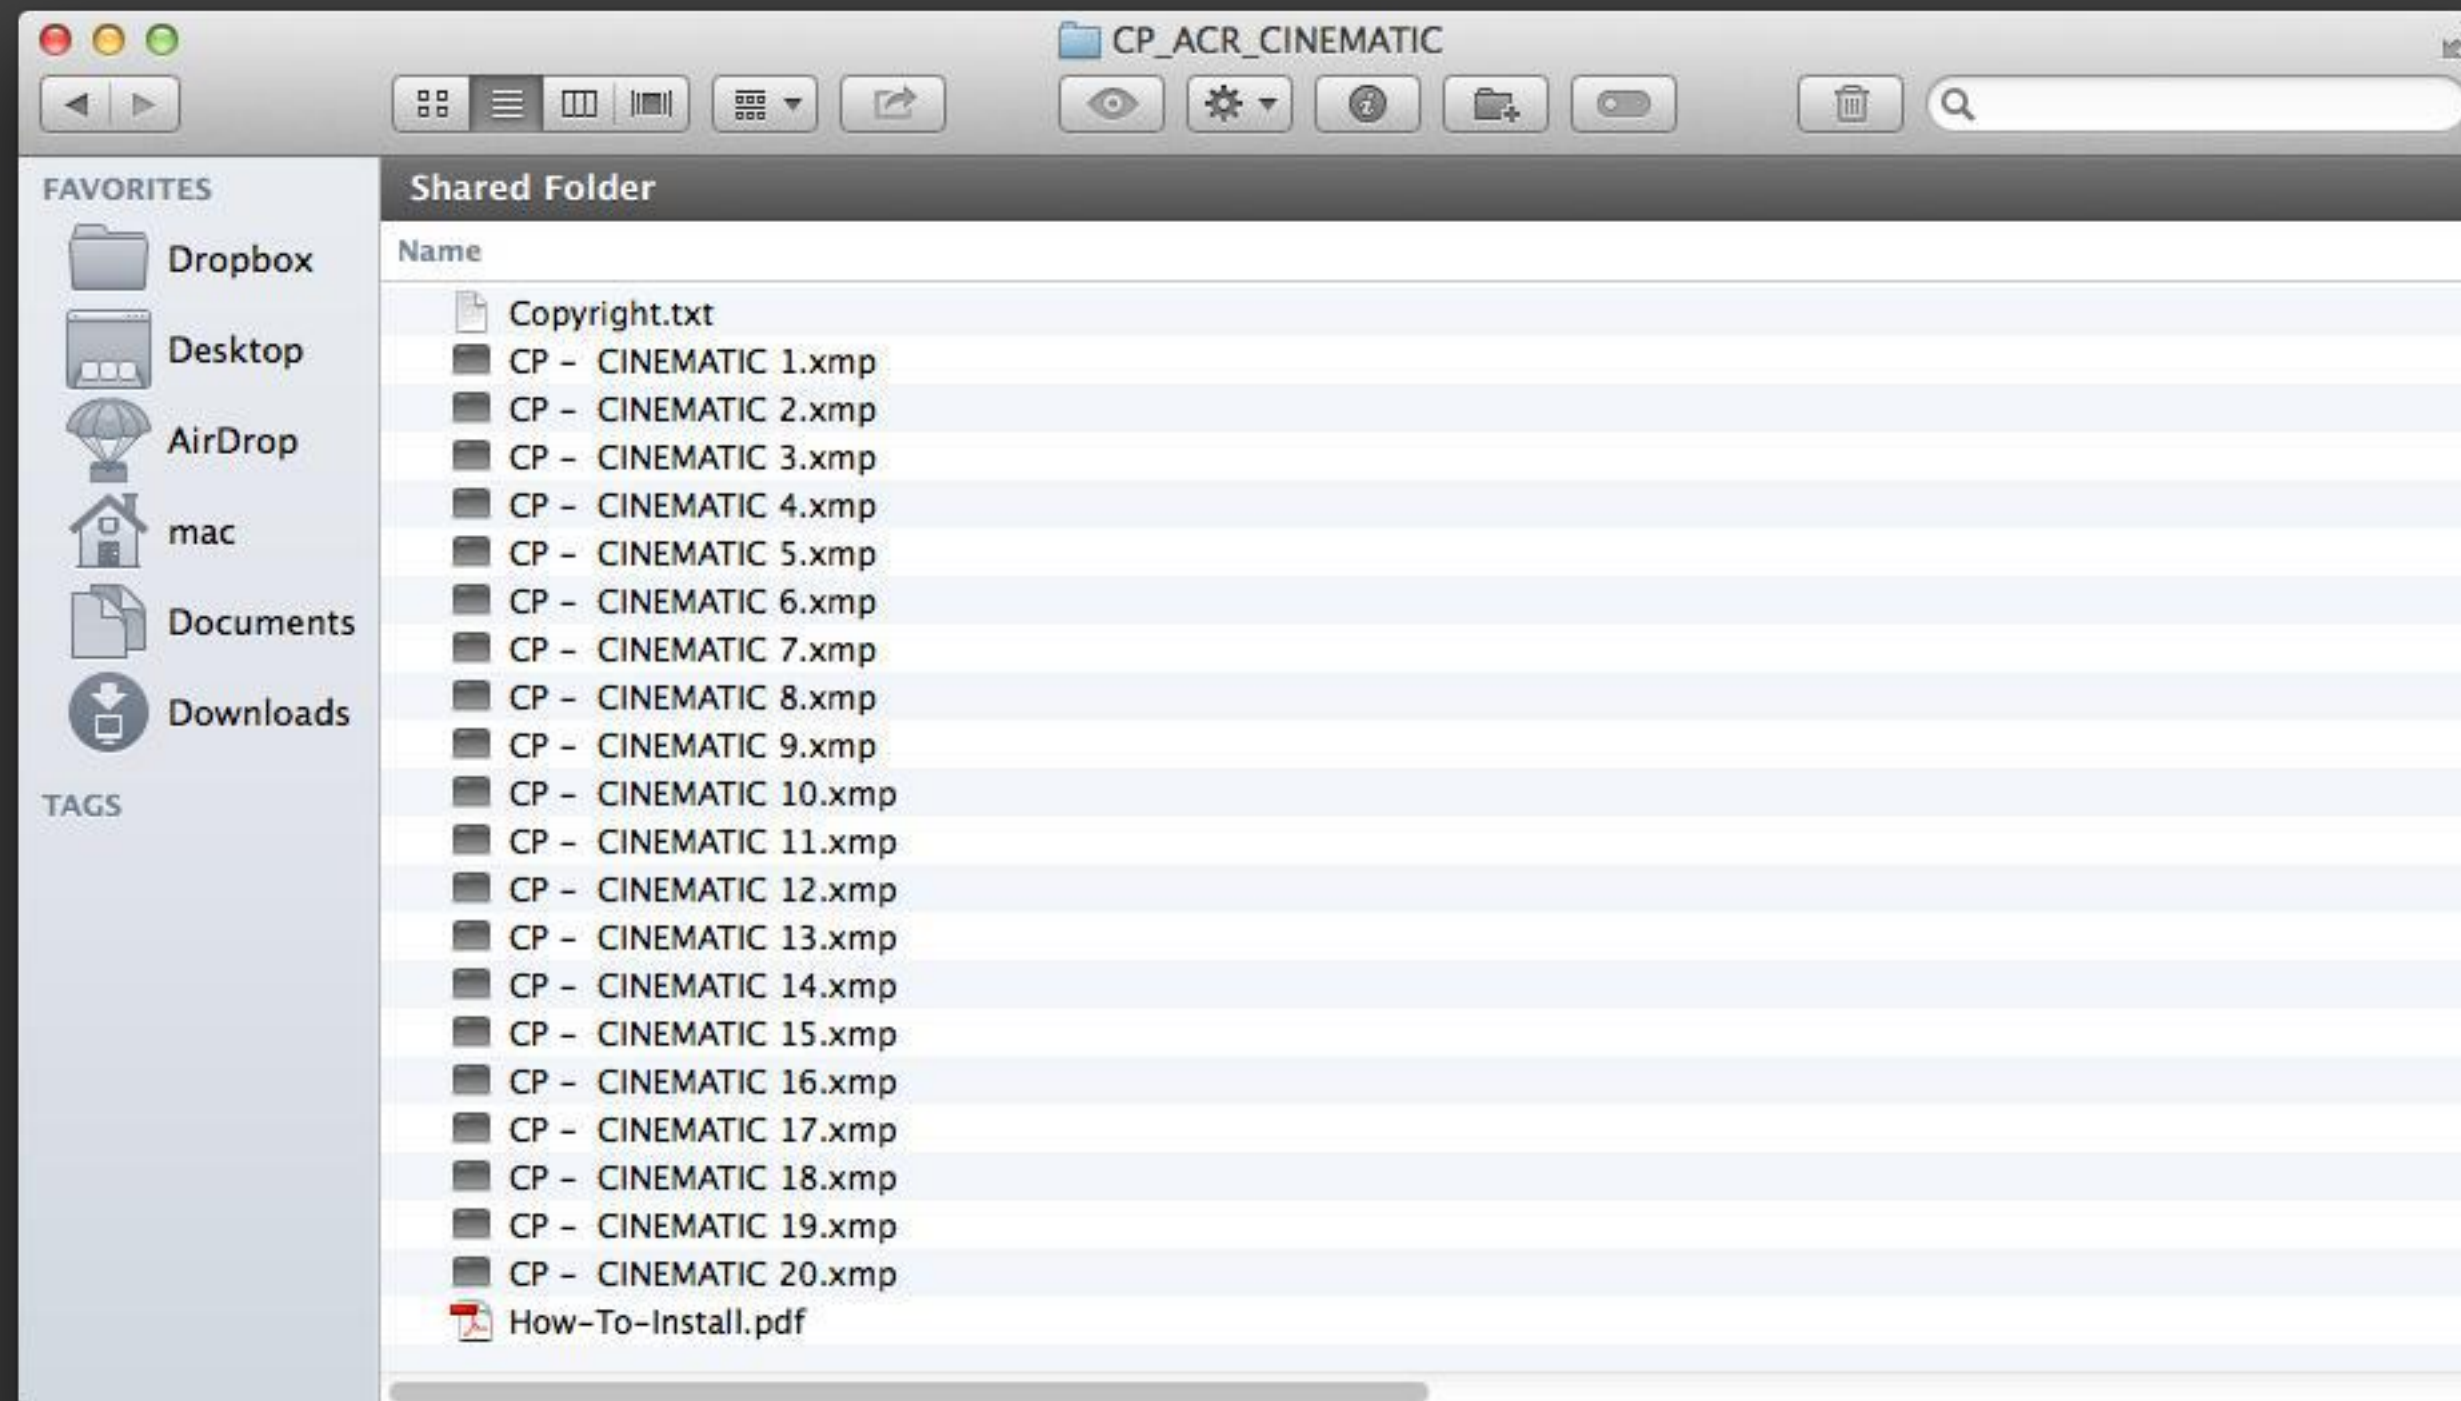 CP_ACR_CINEMATIC
FAVORITES
Dropbox
Desktop
AirDrop
mac
Documents
Downloads
TAGS
Shared Folder
Name
Copyright.txt
CP -  CINEMATIC 1.xmp
CP -  CINEMATIC 2.xmp
CP -  CINEMATIC 3.xmp
CP -  CINEMATIC 4.xmp
CP -  CINEMATIC 5.xmp
CP -  CINEMATIC 6.xmp
CP -  CINEMATIC 7.xmp
CP -  CINEMATIC 8.xmp
CP -  CINEMATIC 9.xmp
CP -  CINEMATIC 10.xmp
CP -  CINEMATIC 11.xmp
CP -  CINEMATIC 12.xmp
CP -  CINEMATIC 13.xmp
CP -  CINEMATIC 14.xmp
CP -  CINEMATIC 15.xmp
CP -  CINEMATIC 16.xmp
CP -  CINEMATIC 17.xmp
CP -  CINEMATIC 18.xmp
CP -  CINEMATIC 19.xmp
CP -  CINEMATIC 20.xmp
How-To-Install.pdf